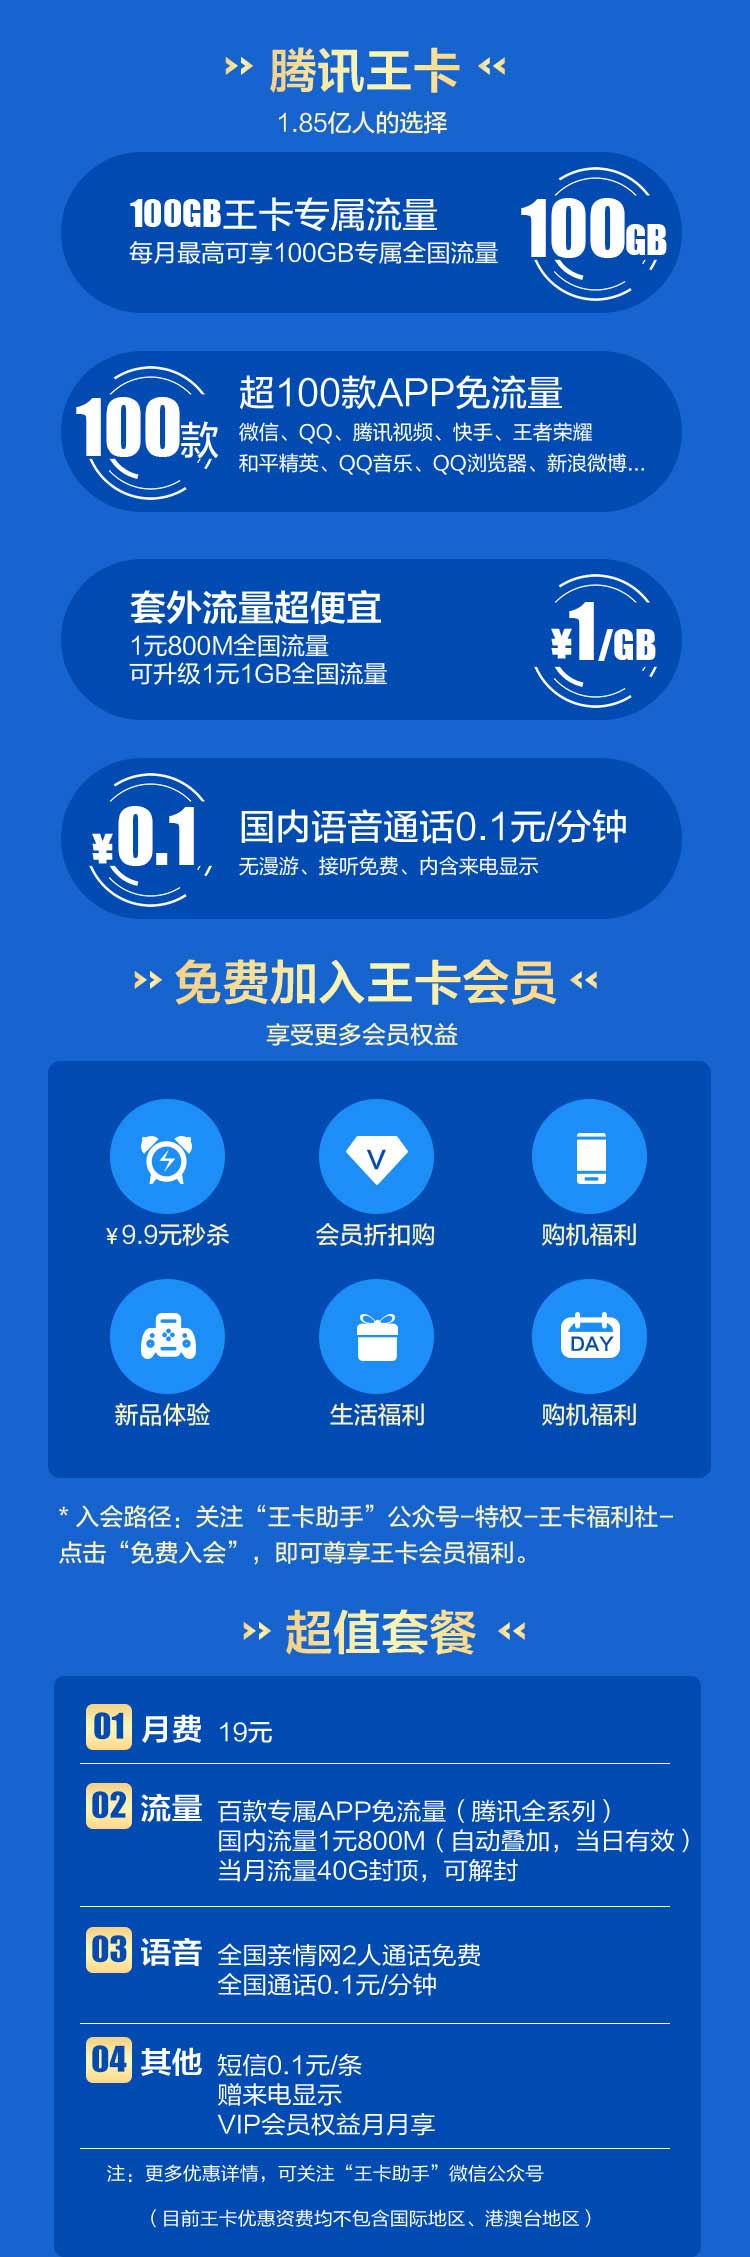 腾讯王卡
1.85亿人的选择
100GB王卡专属流量
每月最高可享100GB专属全国流量
100GB
100款
超100款APP免流量
微信、QQ、腾讯视频、快手、王者荣耀
和平精英、QQ音乐、QQ浏览器、新浪微博...
套外流量超便宜
1元800M全国流量
可升级1元1GB全国流量
¥1/GB
¥0.1
国内语音通话0.1元/分钟
无漫游、接听免费、内含来电显示
免费加入王卡会员
享受更多会员权益
V
¥9.9元秒杀
会员折扣购
购机福利
DAY
新品体验
生活福利
购机福利
* 入会路径：关注“王卡助手”公众号-特权-王卡福利社-
点击“免费入会”，即可尊享王卡会员福利。
超值套餐
01 月费 19元
02 流量 百款专属APP免流量（腾讯全系列）
国内流量1元800M（自动叠加，当日有效）
当月流量40G封顶，可解封
03 语音 全国亲情网2人通话免费
全国通话0.1元/分钟
04 其他 短信0.1元/条
赠来电显示
VIP会员权益月月享
注：更多优惠详情，可关注“王卡助手”微信公众号
（目前王卡优惠资费均不包含国际地区、港澳台地区）